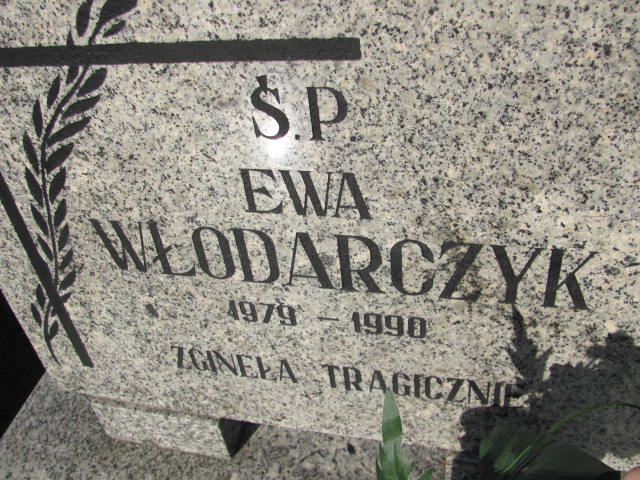 Ś.P
EWA
WŁODARCZYK
1979 – 1990
ZGINEŁA TRAGICZNIE